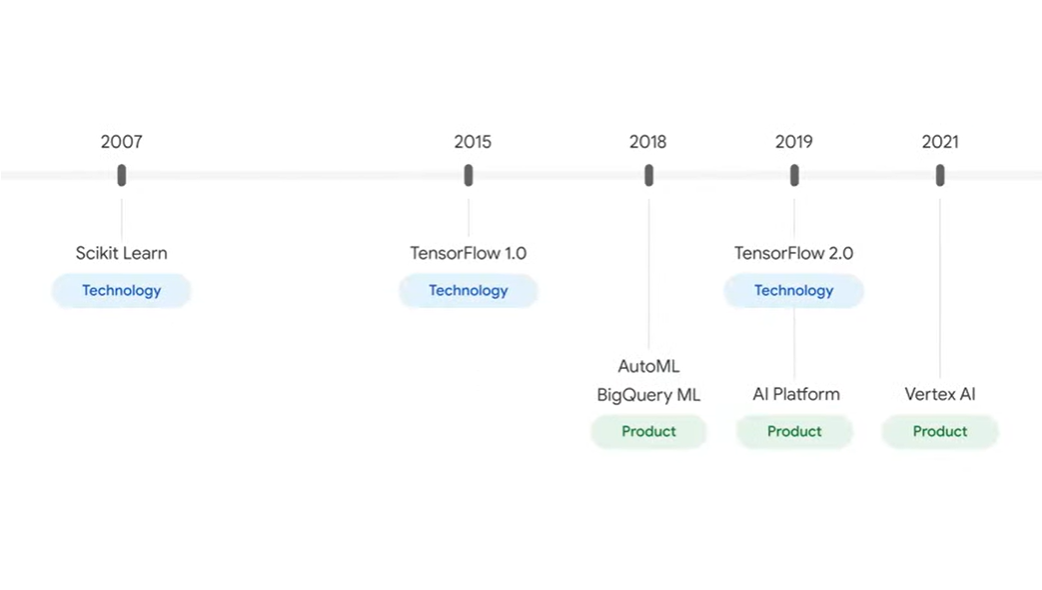 2007
2015
2018
2019
2021
Scikit Learn
Technology
TensorFlow 1.0
Technology
AutoML
BigQuery ML
Product
TensorFlow 2.0
Technology
AI Platform
Product
Vertex AI
Product